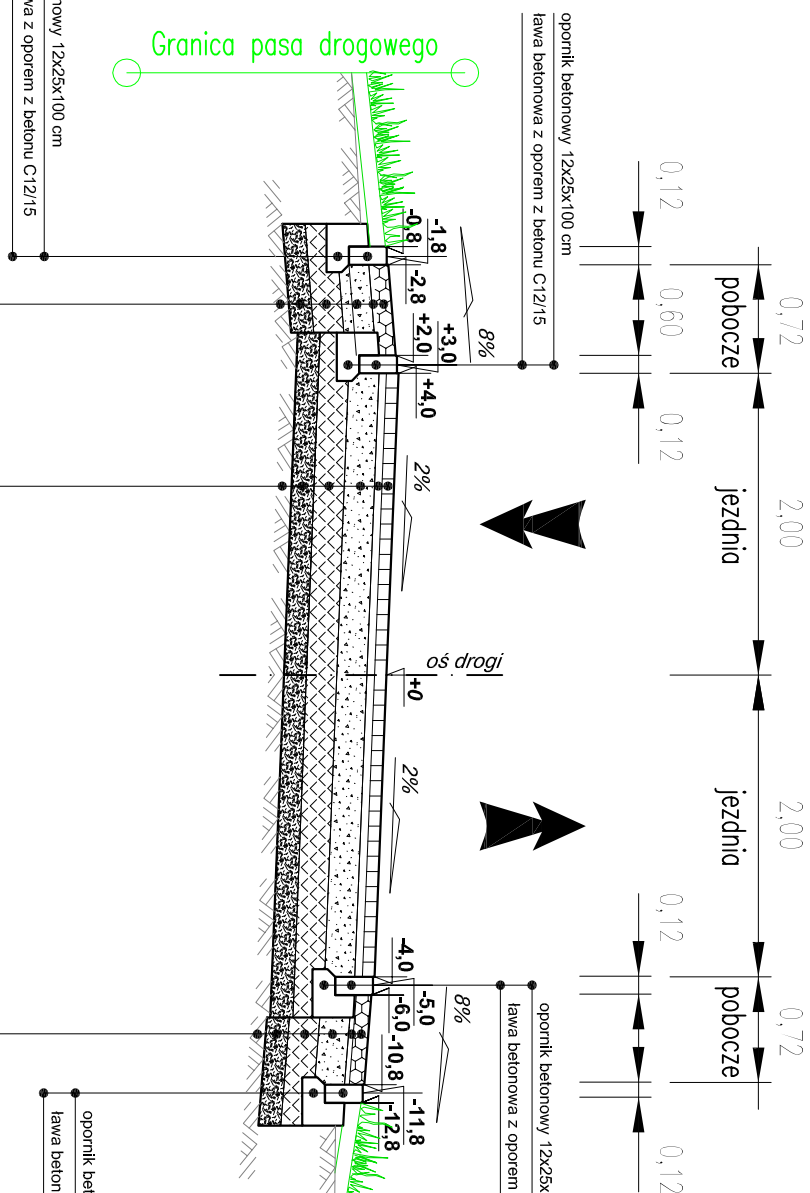 Granica pasa drogowego
opornik betonowy 12x25x100 cm
ława betonowa z oporem z betonu C12/15
0,12
0,60
0,12
0,72
pobocze
2,00
jezdnia
2,00
jezdnia
0,12
0,72
pobocze
0,12
nowy 12x25x100 cm
wa z oporem z betonu C12/15
-1,8
-0,8
-2,8
8%
+3,0
+2,0
+4,0
2%
oś drogi
+0
2%
-4,0
-5,0
-6,0
8%
-10,8
-11,8
-12,8
opornik betonowy 12x25x
ława betonowa z oporem
opornik bet
ława beton